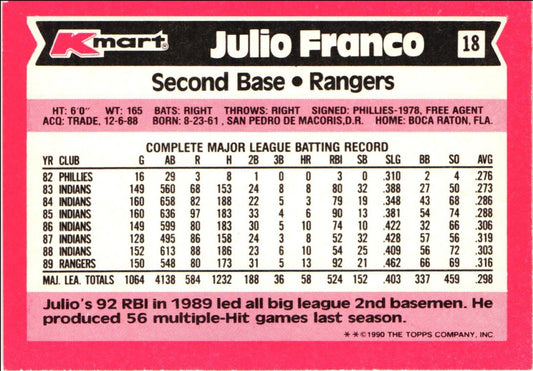 Kmart Julio Franco 18
Second Base • Rangers
HT: 6'0" WT: 165 BATS: RIGHT THROWS: RIGHT SIGNED: PHILLIES-1978, FREE AGENT
ACQ: TRADE, 12-6-88 BORN: 8-23-61 , SAN PEDRO DE MACORIS,D.R. HOME: BOCA RATON, FLA.
COMPLETE MAJOR LEAGUE BATTING RECORD
YR CLUB G AB R H 2B 3B HR RBI SB SLG BB SO AVG
82 PHILLIES 16 29 3 8 1 0 0 3 0 .310 2 4 .276
83 INDIANS 149 560 68 153 24 8 8 80 32 .388 27 50 .273
84 INDIANS 160 658 82 188 22 5 3 79 19 .348 43 68 .286
85 INDIANS 160 636 97 183 33 4 6 90 13 .381 54 74 .288
86 INDIANS 149 599 80 183 30 5 10 74 10 .422 32 66 .306
87 INDIANS 128 495 86 158 24 3 8 52 32 .428 57 56 .319
88 INDIANS 152 613 88 186 23 6 10 54 25 .409 56 72 .303
89 RANGERS 150 548 80 173 31 5 13 92 21 .462 66 69 .316
MAJ. LEA. TOTALS 1064 4138 584 1232 188 36 58 524 152 .403 337 459 .298
Julio's 92 RBI in 1989 led all big league 2nd basemen. He
produced 56 multiple-Hit games last season.
**©1990 THE TOPPS COMPANY, INC.